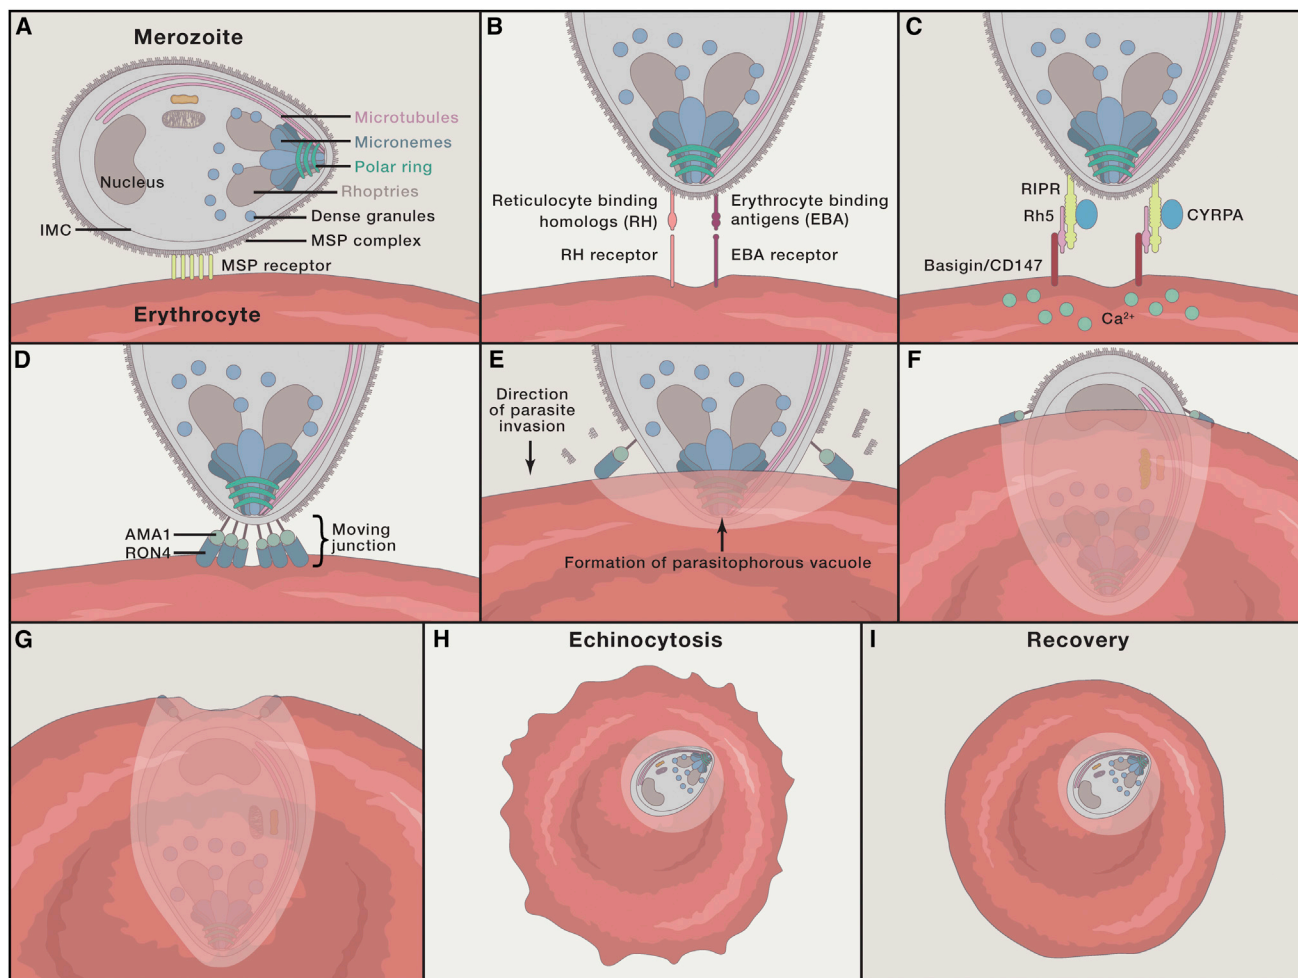 A
Merozoite
Microtubules
Micronemes
Polar ring
Rhoptries
Dense granules
MSP complex
Nucleus
IMC
MSP receptor
Erythrocyte
B
Reticulocyte binding
homologs (RH)
Erythrocyte binding
antigens (EBA)
RH receptor
EBA receptor
C
RIPR
Rh5
CYRPA
Basigin/CD147
Ca²⁺
D
AMA1
RON4
Moving
junction
E
Direction
of parasite
invasion
Formation of parasitophorous vacuole
F
G
H
Echinocytosis
I
Recovery